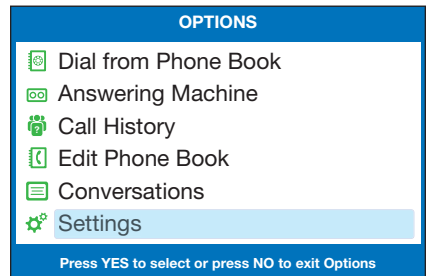 OPTIONS
Dial from Phone Book
Answering Machine
Call History
Edit Phone Book
Conversations
Settings
Press YES to select or press NO to exit Options